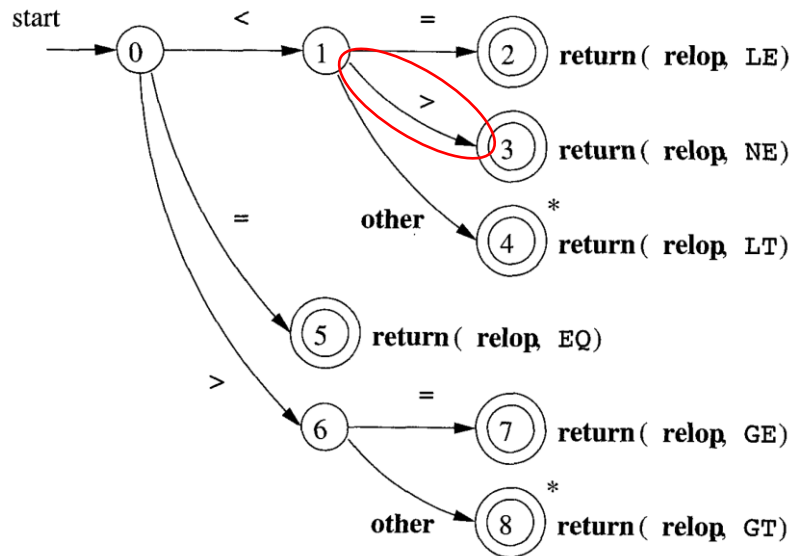 start
0 < 1 = 2 return( relop, LE)
> 3 return( relop, NE)
other 4 * return( relop, LT)
= 5 return( relop, EQ)
> 6 = 7 return( relop, GE)
other 8 * return( relop, GT)